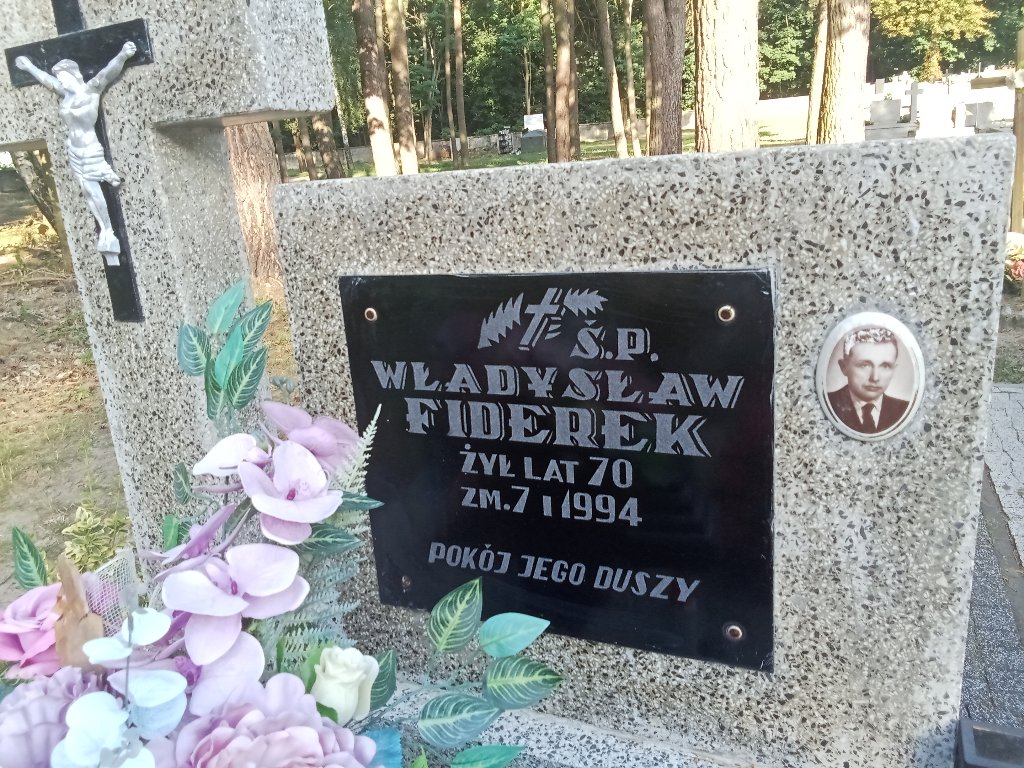 Ś.P.
WŁADYSŁAW
FIDEREK
ŻYŁ LAT 70
ZM. 7 I 1994
POKÓJ JEGO DUSZY